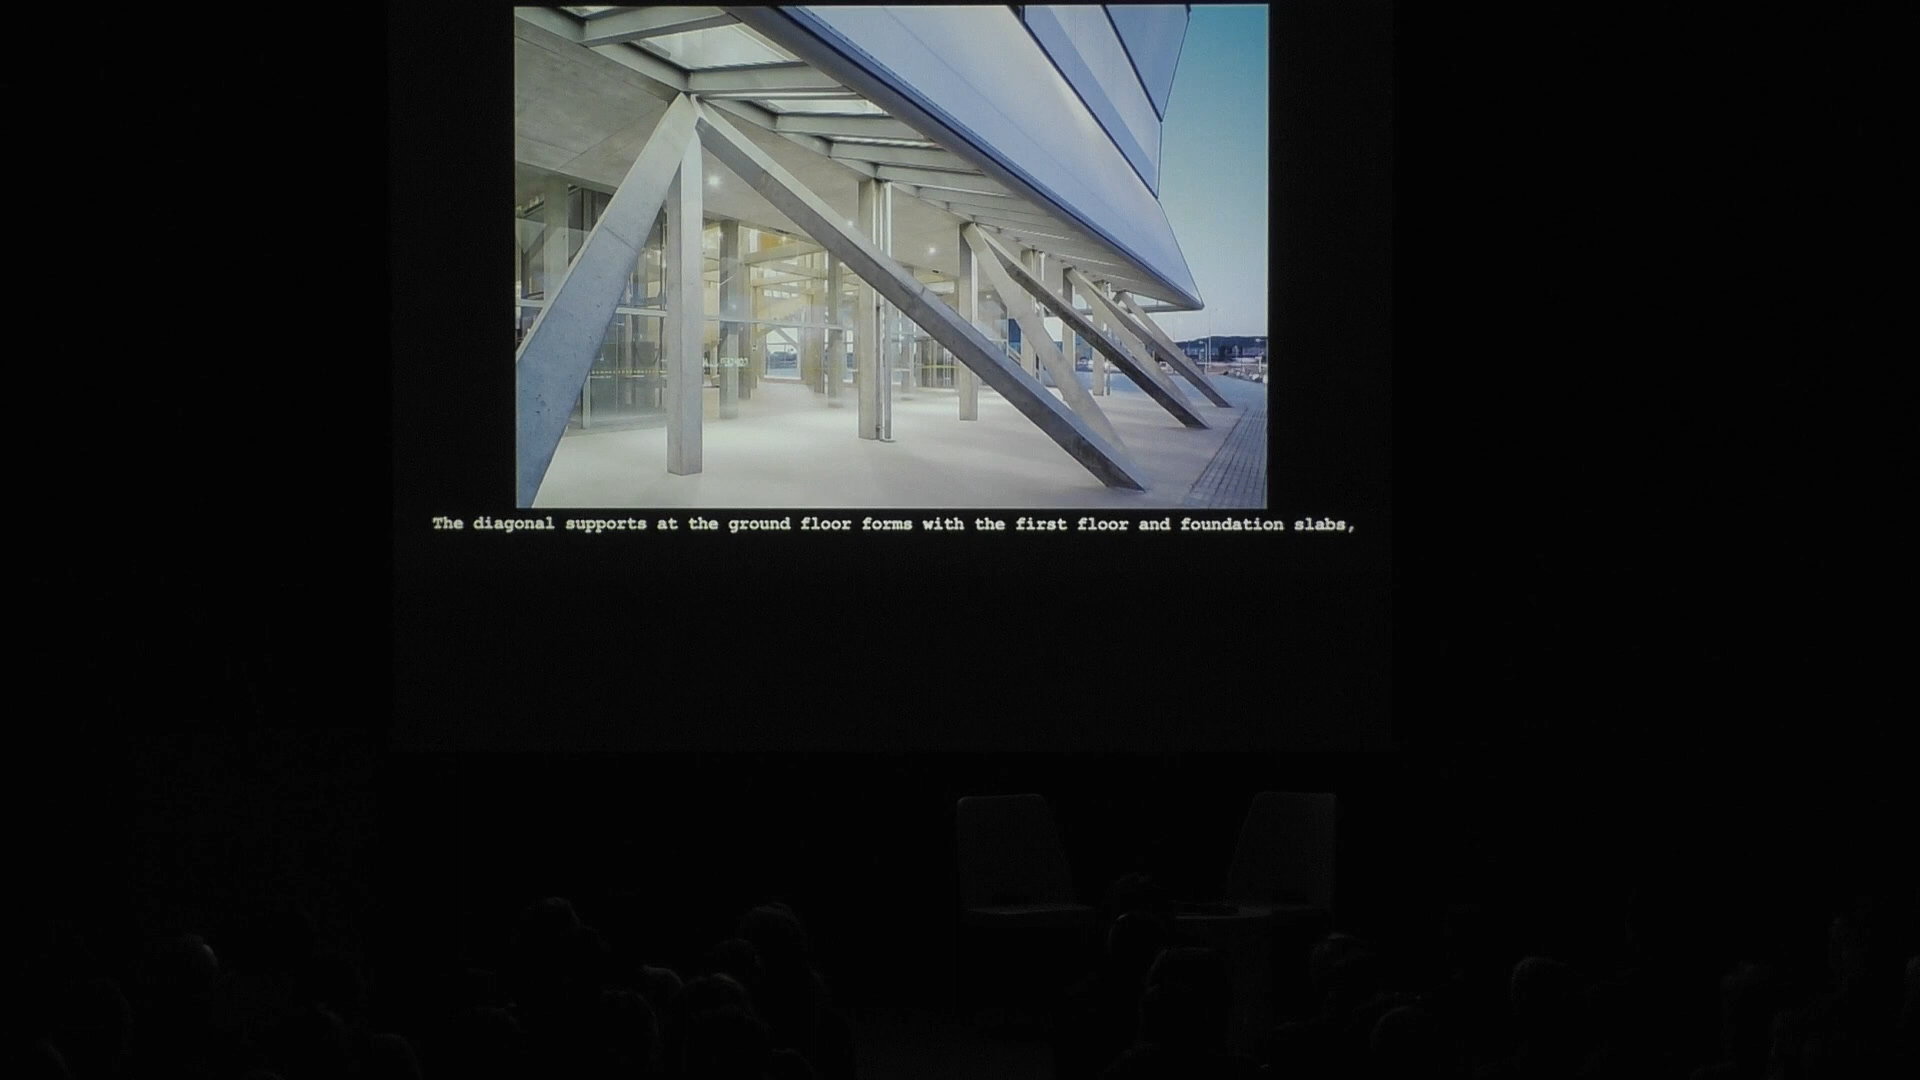 The diagonal supports at the ground floor forms with the first floor and foundation slabs,